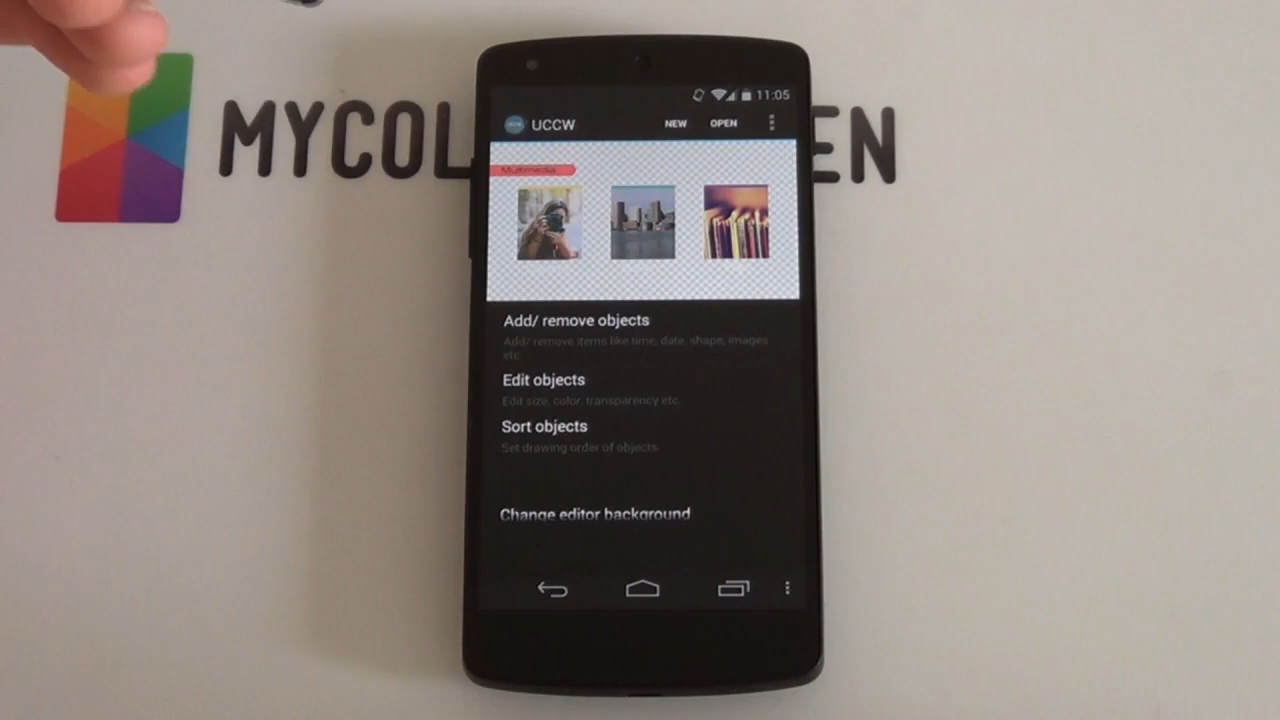 MYCOL
EN
11:05
UCCW
NEW
OPEN
Multimedia
Add/ remove objects
Add/ remove items like time, date, shape, images
etc.
Edit objects
Edit size, color, transparency etc.
Sort objects
Set drawing order of objects
Change editor background